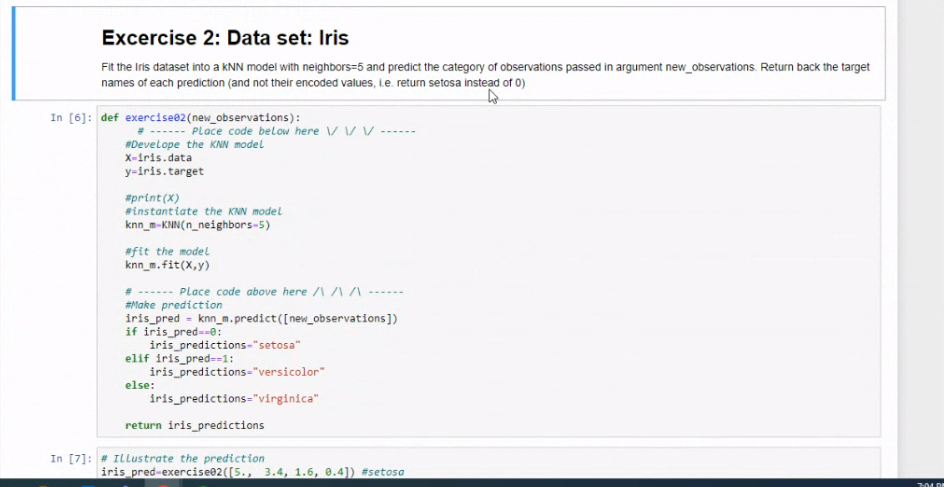 Excercise 2: Data set: Iris
Fit the Iris dataset into a kNN model with neighbors=5 and predict the category of observations passed in argument new_observations. Return back the target
names of each prediction (and not their encoded values, i.e. return setosa instead of 0)
In [6]: def exercise02(new_observations):
# ------ Place code below here \/ \/ \/ ------
#Develope the KNN model
X=iris.data
y=iris.target
#print(X)
#instantiate the KNN model
knn_m=KNN(n_neighbors=5)
#fit the model
knn_m.fit(X,y)
# ------ Place code above here /\ /\ /\ ------
#Make prediction
iris_pred = knn_m.predict([new_observations])
if iris_pred==0:
iris_predictions="setosa"
elif iris_pred==1:
iris_predictions="versicolor"
else:
iris_predictions="virginica"
return iris_predictions
In [7]: # Illustrate the prediction
iris_pred=exercise02([5., 3.4, 1.6, 0.4]) #setosa